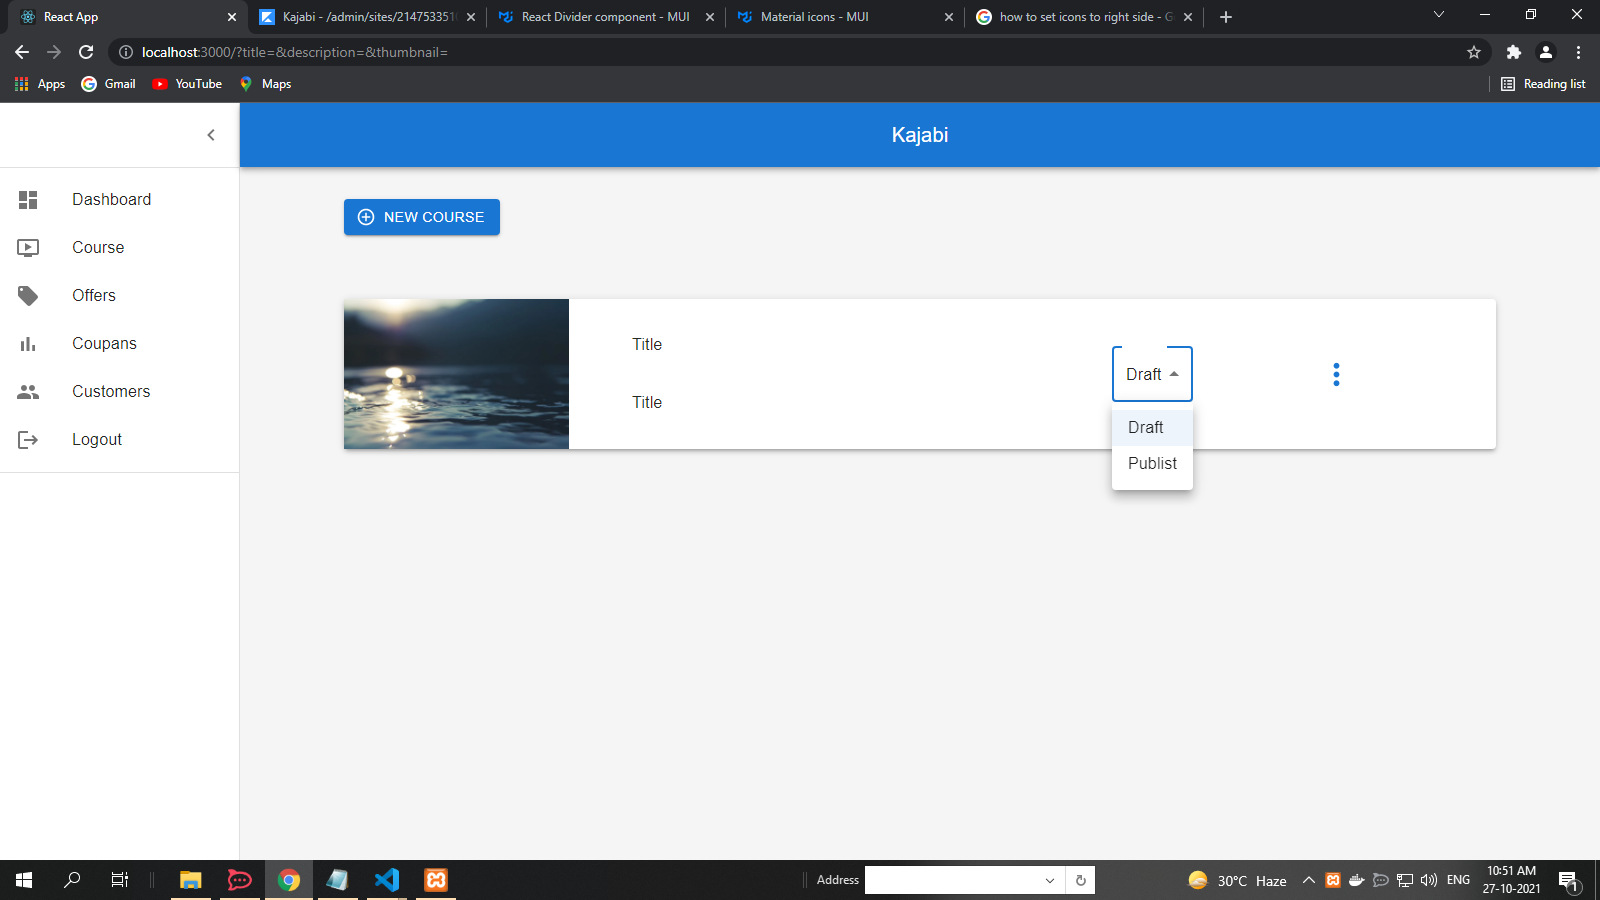 React App
Kajabi - /admin/sites/214753351
React Divider component - MUI
Material icons - MUI
how to set icons to right side - G
localhost:3000/?title=&description=&thumbnail=
Apps
Gmail
YouTube
Maps
Reading list
Kajabi
Dashboard
Course
Offers
Coupans
Customers
Logout
NEW COURSE
Title
Title
Draft
Draft
Publist
Address
30°C Haze
ENG
10:51 AM
27-10-2021
1